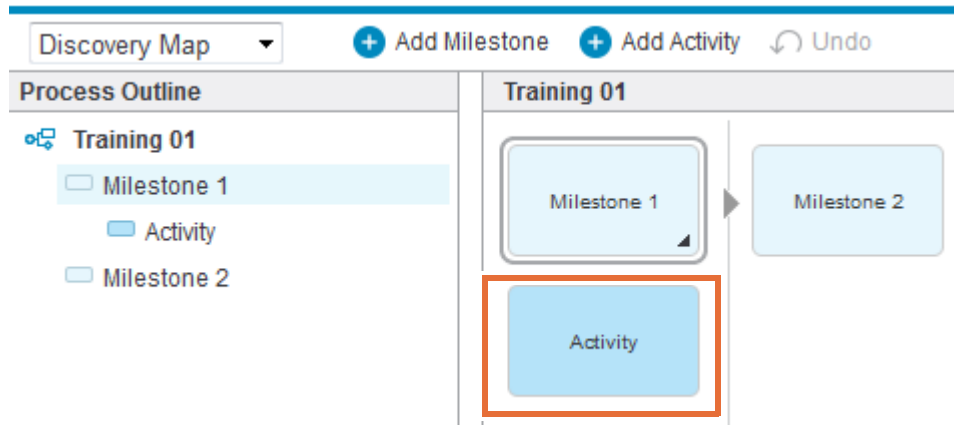 Discovery Map
Add Milestone
Add Activity
Undo
Process Outline
Training 01
Milestone 1
Activity
Milestone 2
Training 01
Milestone 1
Milestone 2
Activity